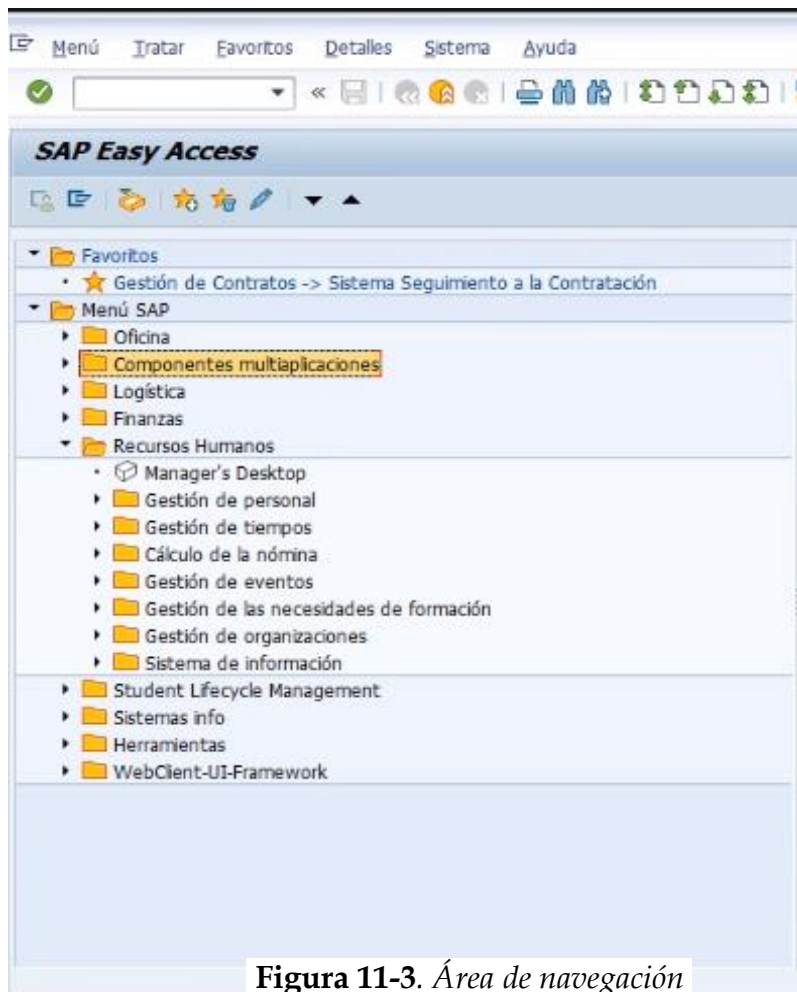 Menú Tratar Favoritos Detalles Sistema Ayuda
SAP Easy Access
Favoritos
Gestión de Contratos -> Sistema Seguimiento a la Contratación
Menú SAP
Oficina
Componentes multiaplicaciones
Logística
Finanzas
Recursos Humanos
Manager's Desktop
Gestión de personal
Gestión de tiempos
Cálculo de la nómina
Gestión de eventos
Gestión de las necesidades de formación
Gestión de organizaciones
Sistema de información
Student Lifecycle Management
Sistemas info
Herramientas
WebClient-UI-Framework
Figura 11-3. Área de navegación